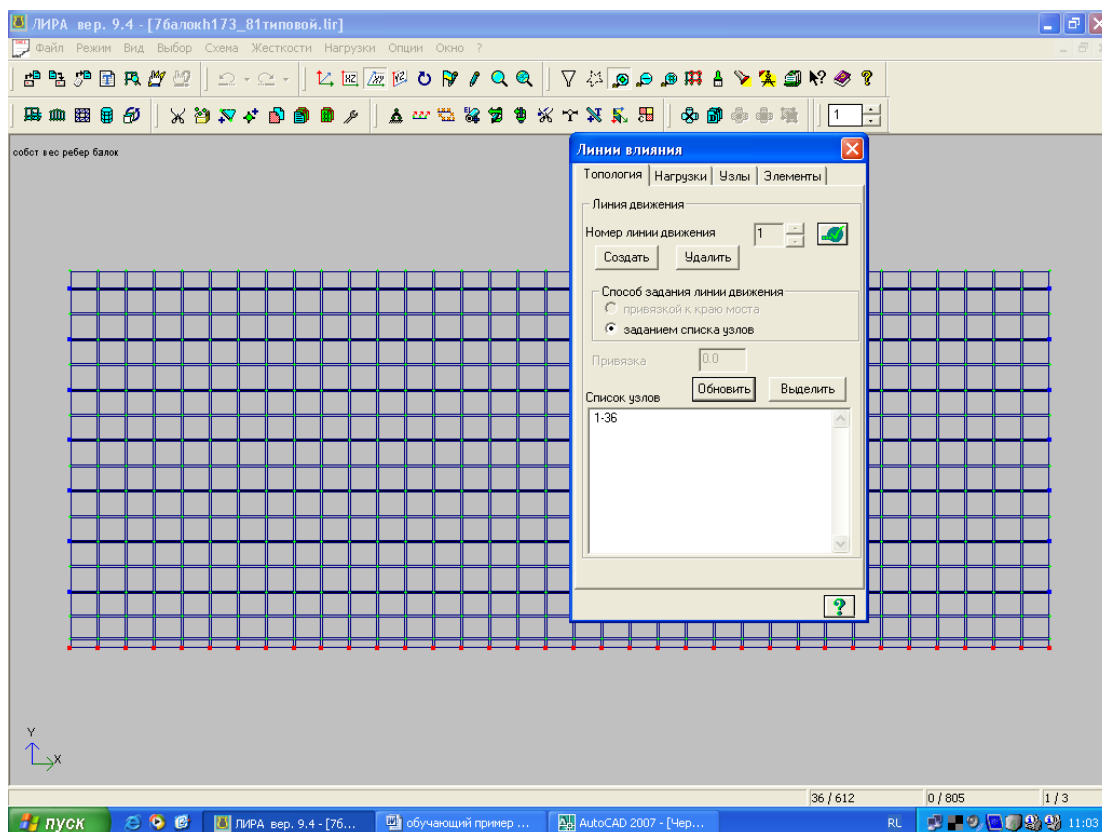 ЛИРА вер. 9.4 - [7балокh173_81типовой.lir]
Файл Режим Вид Выбор Схема Жесткости Нагрузки Опции Окно ?
1
собст вес ребер балок
Линии влияния
Топология Нагрузки Узлы Элементы
Линия движения
Номер линии движения 1
Создать Удалить
Способ задания линии движения
привязкой к краю моста
заданием списка узлов
Привязка 0.0
Обновить Выделить
Список узлов
1-36
Y
X
36 / 612 0 / 805 1 / 3
пуск ЛИРА вер. 9.4 - [7б... обучающий пример ... AutoCAD 2007 - [Чер... RL 11:03